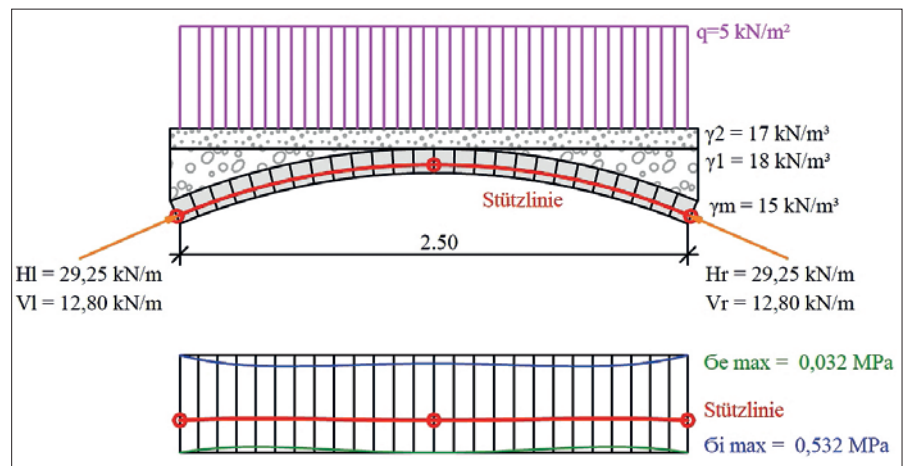 q=5 kN/m²
γ2 = 17 kN/m³
γ1 = 18 kN/m³
Stützlinie
γm = 15 kN/m³
2.50
Hl = 29,25 kN/m
Vl = 12,80 kN/m
Hr = 29,25 kN/m
Vr = 12,80 kN/m
Ϭe max = 0,032 MPa
Stützlinie
Ϭi max = 0,532 MPa